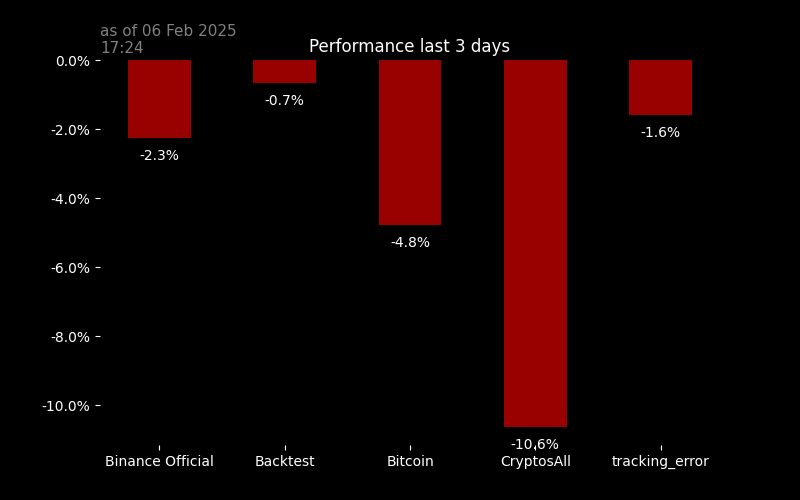 as of 06 Feb 2025
17:24
Performance last 3 days
0.0%
-2.0%
-4.0%
-6.0%
-8.0%
-10.0%
-2.3%
-0.7%
-4.8%
-10.6%
-1.6%
Binance Official
Backtest
Bitcoin
CryptosAll
tracking_error